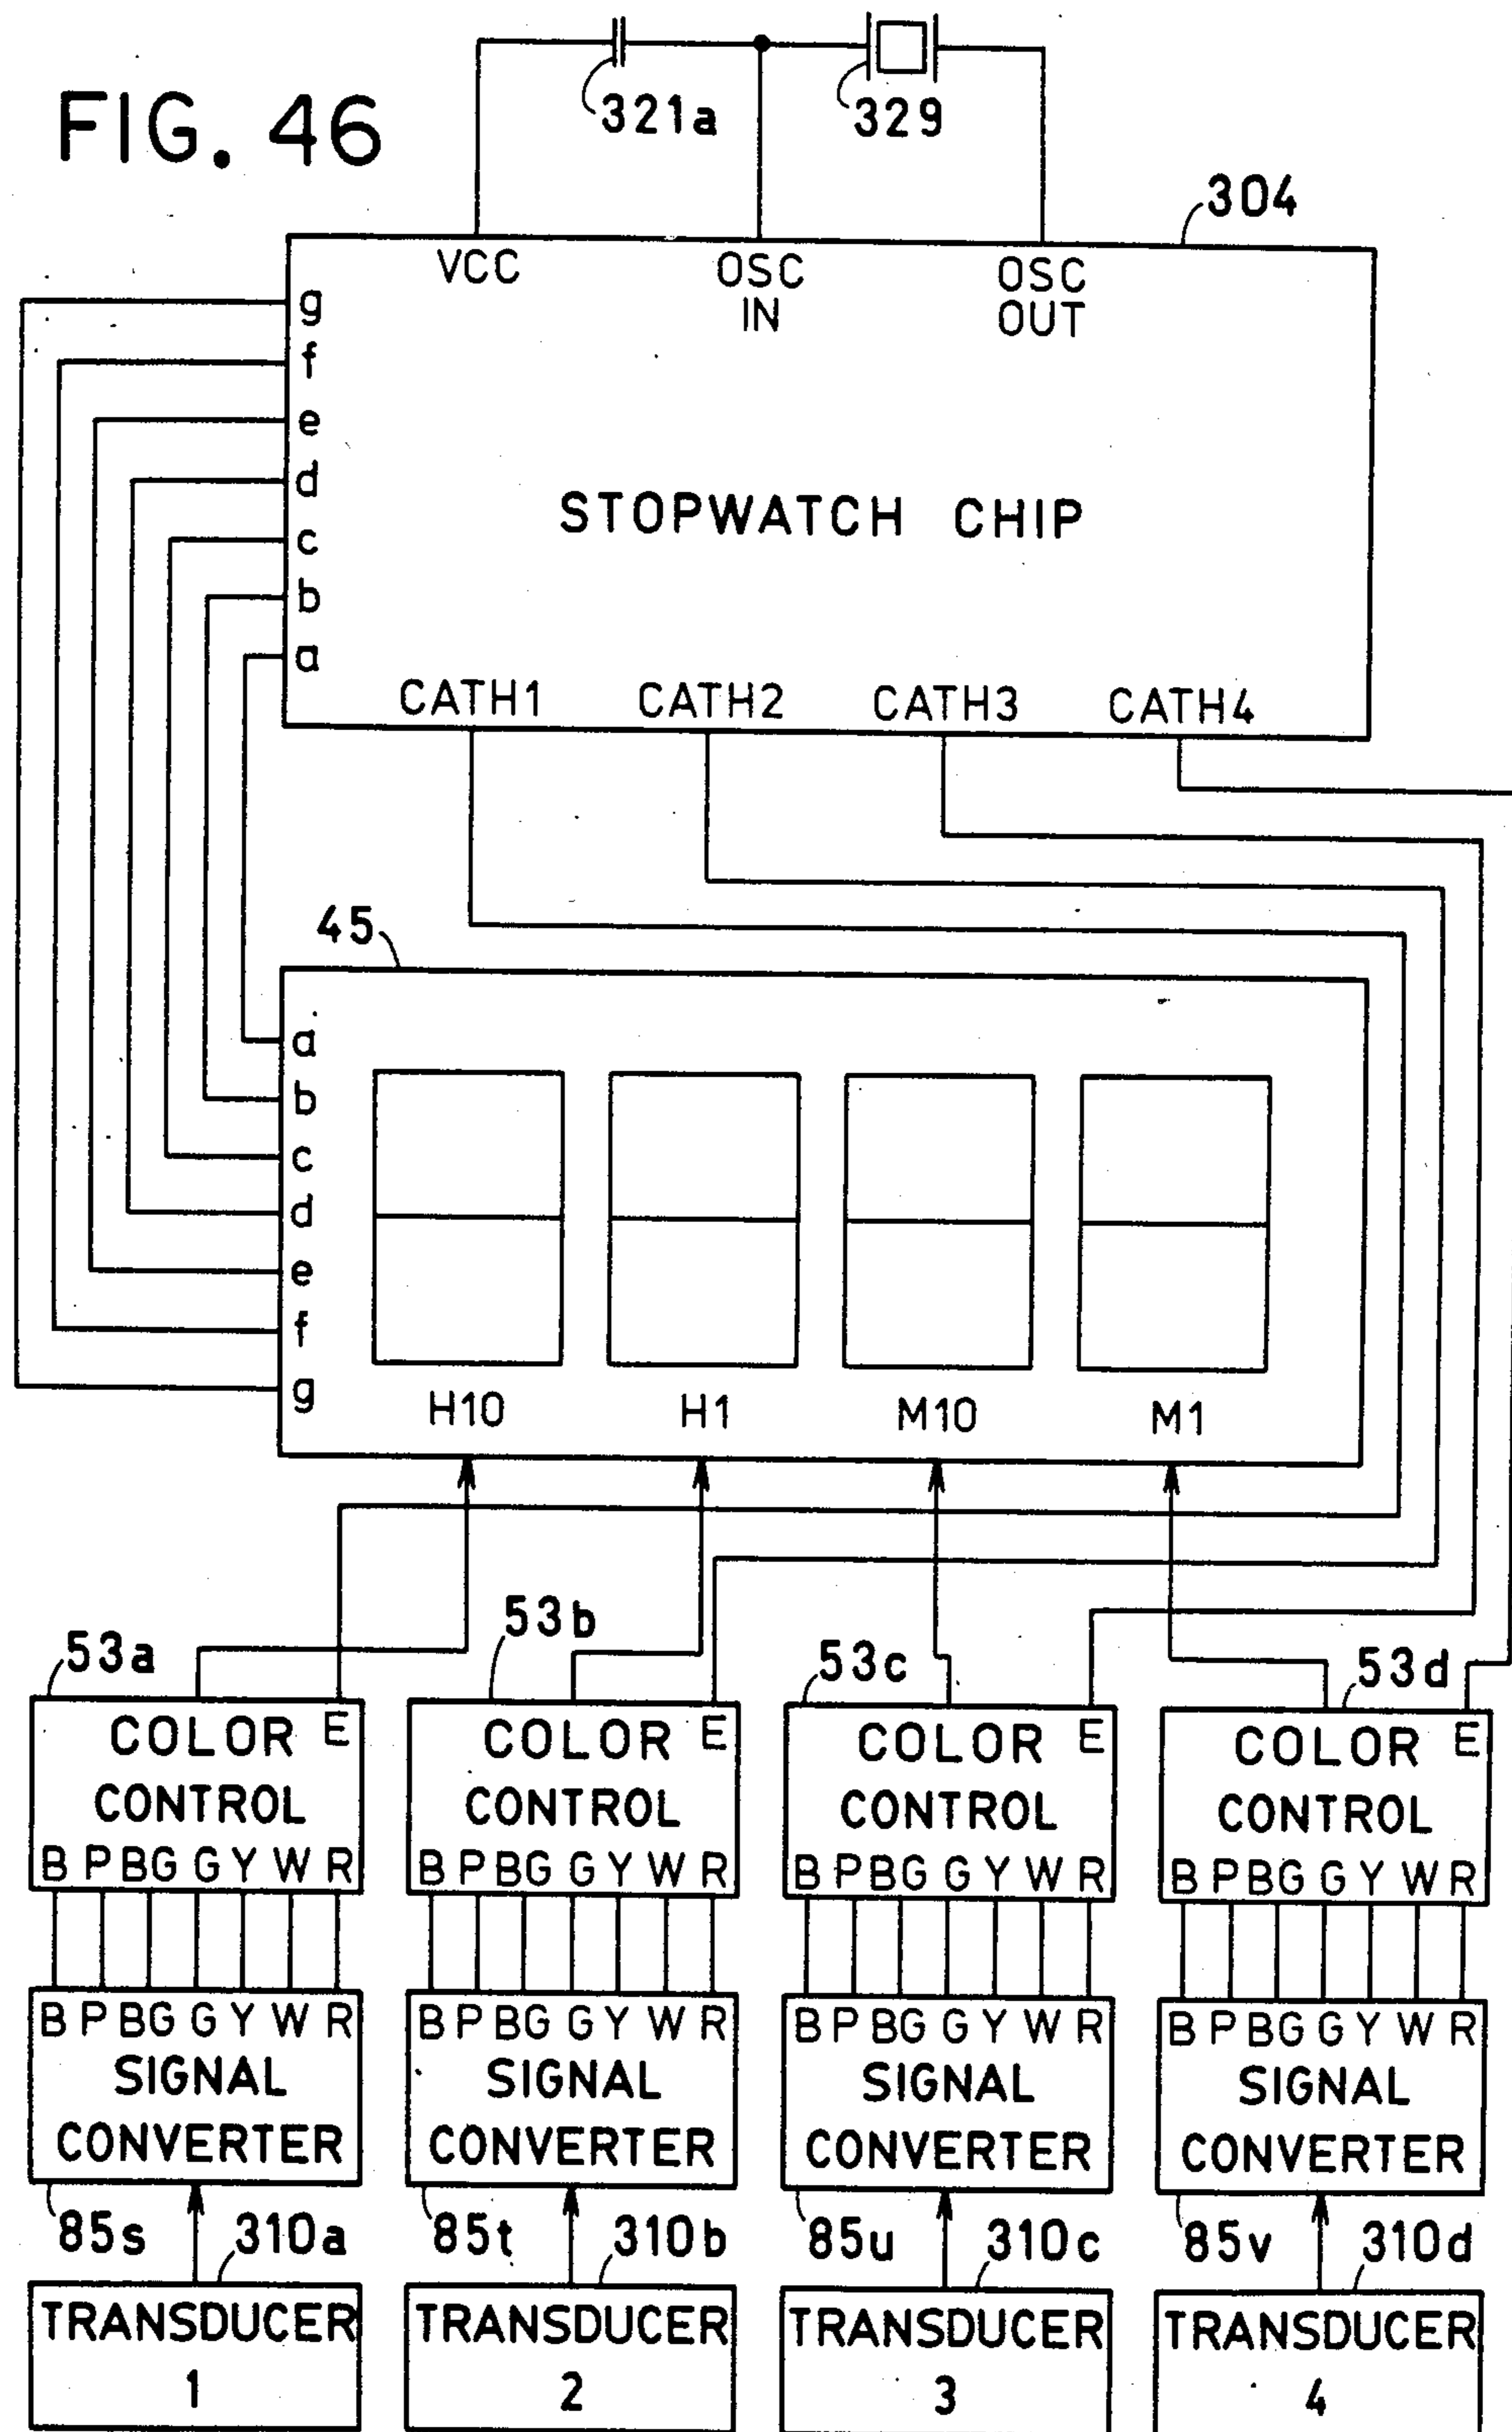 FIG. 46
321a
329
304
VCC
OSC IN
OSC OUT
g
f
e
d
c
b
a
STOPWATCH CHIP
CATH1 CATH2 CATH3 CATH4
45
a
b
c
d
e
f
g
H10 H1 M10 M1
53a
53b
53c
53d
COLOR E
CONTROL
B P BG G Y W R
COLOR E
CONTROL
B P BG G Y W R
COLOR E
CONTROL
B P BG G Y W R
COLOR E
CONTROL
B P BG G Y W R
B P BG G Y W R
SIGNAL
CONVERTER
B P BG G Y W R
SIGNAL
CONVERTER
B P BG G Y W R
SIGNAL
CONVERTER
B P BG G Y W R
SIGNAL
CONVERTER
85s 310a
85t 310b
85u 310c
85v 310d
TRANSDUCER
1
TRANSDUCER
2
TRANSDUCER
3
TRANSDUCER
4